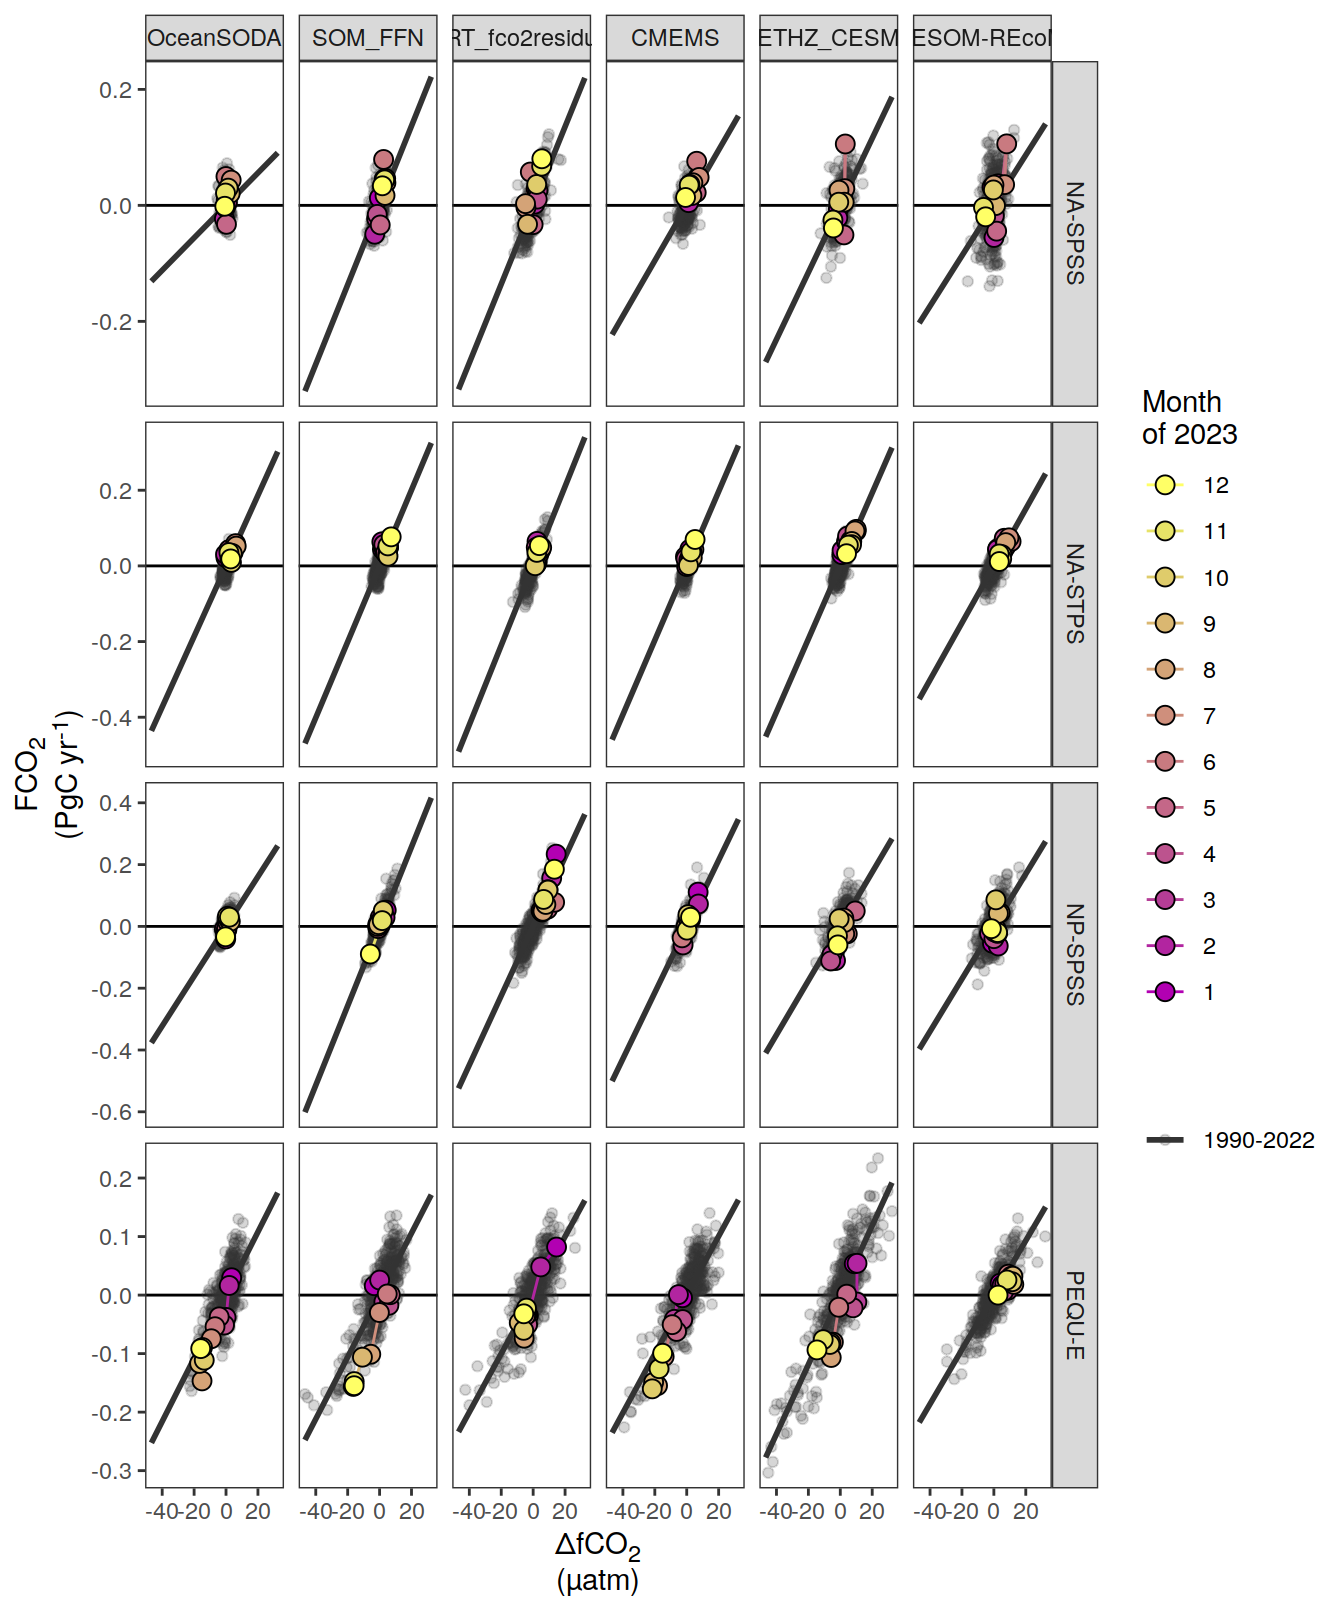 OceanSODA SOM_FFN RT_fco2residu CMEMS ETHZ_CESM ESOM-REcoM
0.2
0.0
-0.2
NA-SPSS
0.2
0.0
-0.2
-0.4
NA-STPS
0.4
0.2
0.0
-0.2
-0.4
-0.6
NP-SPSS
0.2
0.1
0.0
-0.1
-0.2
-0.3
PEQU-E
-40 -20 0 20 -40 -20 0 20 -40 -20 0 20 -40 -20 0 20 -40 -20 0 20 -40 -20 0 20
ΔfCO₂
(µatm)
FCO₂
(PgC yr⁻¹)
Month
of 2023
12
11
10
9
8
7
6
5
4
3
2
1
1990-2022